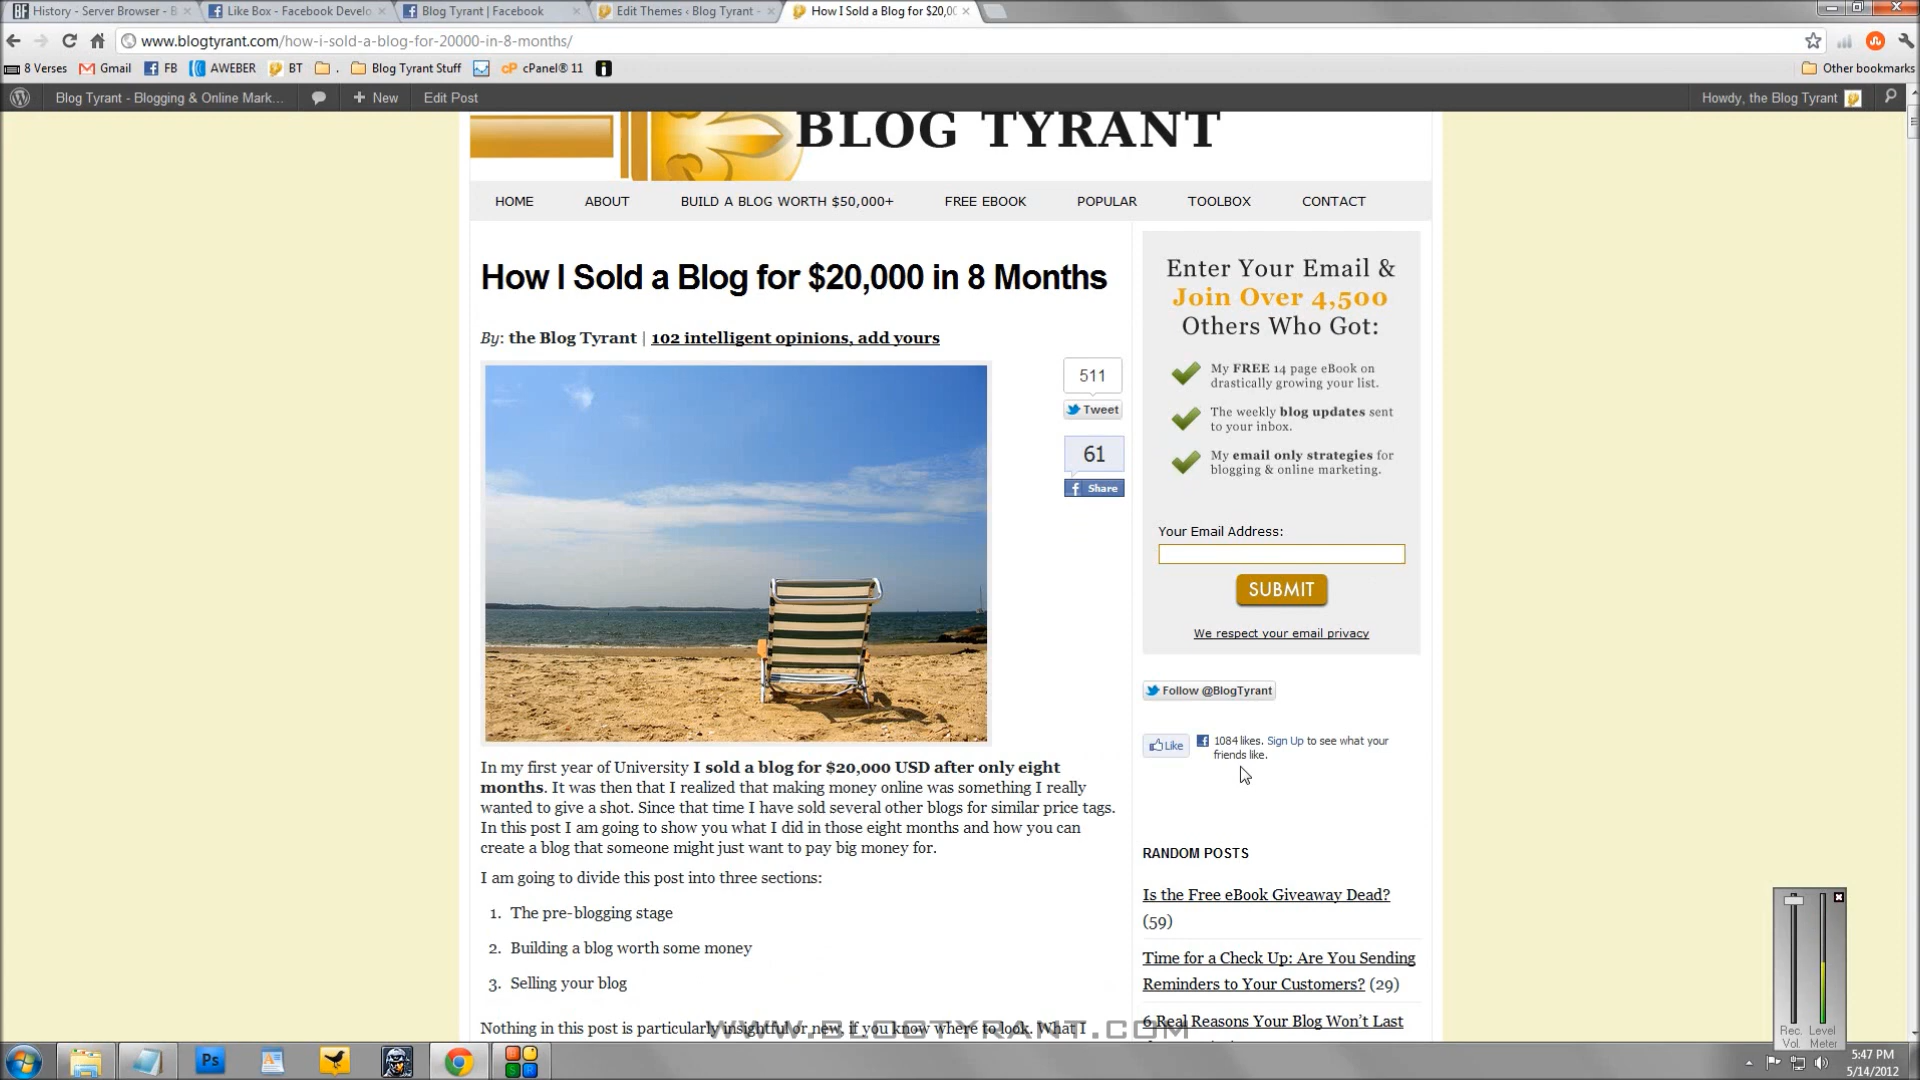 History - Server Browser - B
Like Box - Facebook Develo
Blog Tyrant | Facebook
Edit Themes ‹ Blog Tyrant -
How I Sold a Blog for $20,00
www.blogtyrant.com/how-i-sold-a-blog-for-20000-in-8-months/
8 Verses
Gmail
FB
AWEBER
BT
.
Blog Tyrant Stuff
cPanel® 11
Other bookmarks
Blog Tyrant - Blogging & Online Mark...
New
Edit Post
Howdy, the Blog Tyrant
BLOG TYRANT
HOME
ABOUT
BUILD A BLOG WORTH $50,000+
FREE EBOOK
POPULAR
TOOLBOX
CONTACT
How I Sold a Blog for $20,000 in 8 Months
By: the Blog Tyrant | 102 intelligent opinions, add yours
511
Tweet
61
Share
In my first year of University I sold a blog for $20,000 USD after only eight
months. It was then that I realized that making money online was something I really
wanted to give a shot. Since that time I have sold several other blogs for similar price tags.
In this post I am going to show you what I did in those eight months and how you can
create a blog that someone might just want to pay big money for.
I am going to divide this post into three sections:
1. The pre-blogging stage
2. Building a blog worth some money
3. Selling your blog
Nothing in this post is particularly insightful or new, if you know where to look. What I
Enter Your Email &
Join Over 4,500
Others Who Got:
My FREE 14 page eBook on
drastically growing your list.
The weekly blog updates sent
to your inbox.
My email only strategies for
blogging & online marketing.
Your Email Address:
SUBMIT
We respect your email privacy
Follow @BlogTyrant
Like
1084 likes. Sign Up to see what your
friends like.
RANDOM POSTS
Is the Free eBook Giveaway Dead?
(59)
Time for a Check Up: Are You Sending
Reminders to Your Customers? (29)
6 Real Reasons Your Blog Won't Last
WWW.BLOGTYRANT.COM
Rec. Level
Vol. Meter
Ps
5:47 PM
5/14/2012